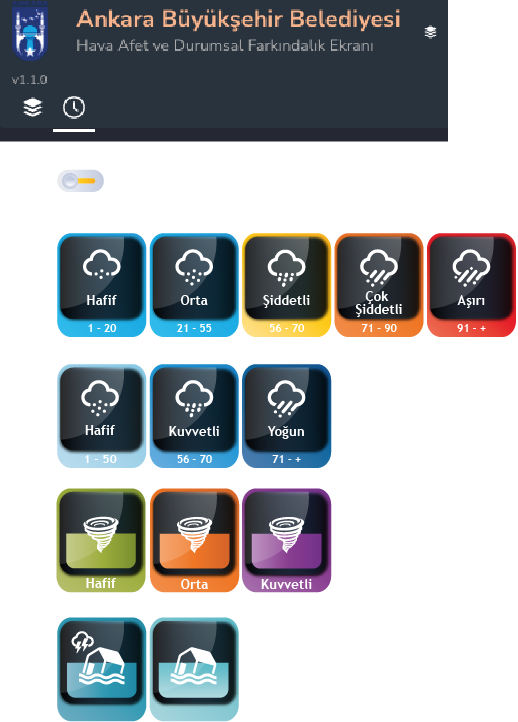 Ankara Büyükşehir Belediyesi
Hava Afet ve Durumsal Farkındalık Ekranı
v1.1.0
Hafif
Orta
Şiddetli
Çok
Şiddetli
Aşırı
1 - 20
21 - 55
56 - 70
71 - 90
91 - +
Hafif
Kuvvetli
Yoğun
1 - 50
56 - 70
71 - +
Hafif
Orta
Kuvvetli